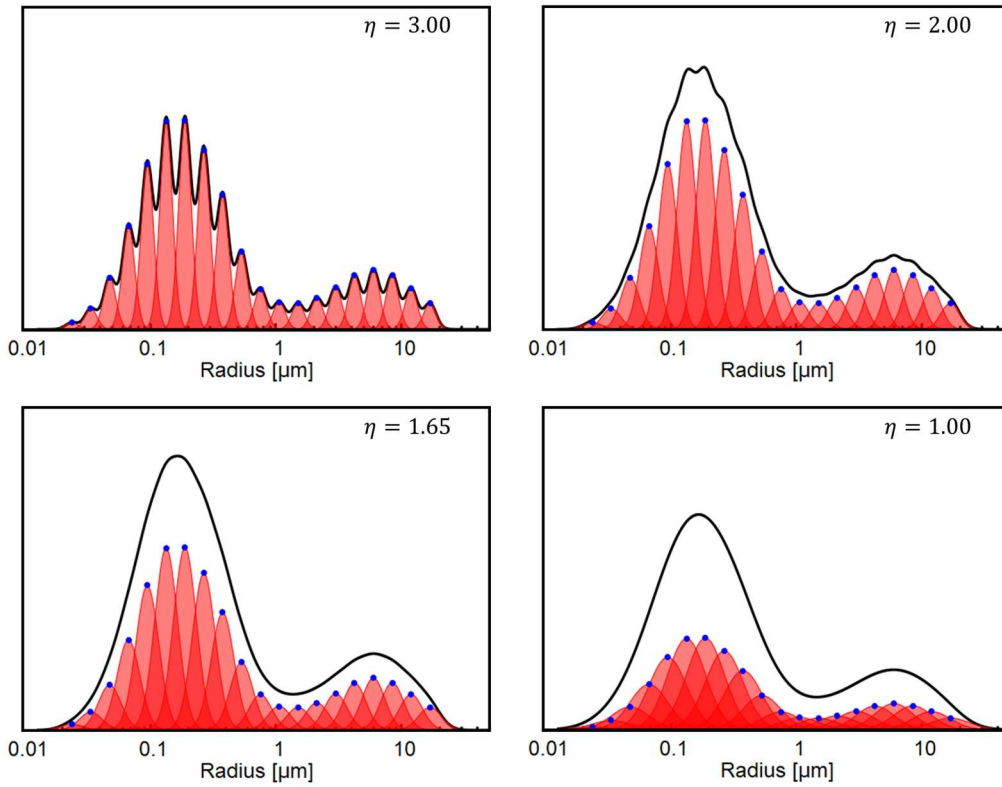 η = 3.00
0.01 0.1 1 10
Radius [µm]
η = 2.00
0.01 0.1 1 10
Radius [µm]
η = 1.65
0.01 0.1 1 10
Radius [µm]
η = 1.00
0.01 0.1 1 10
Radius [µm]